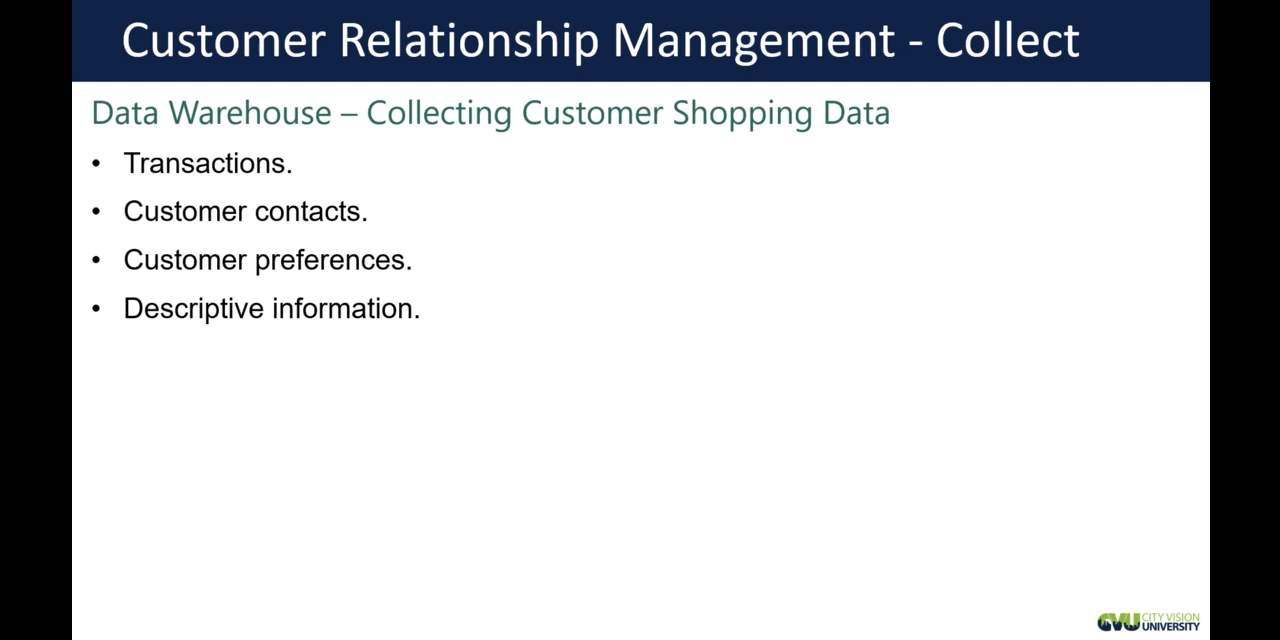 Customer Relationship Management - Collect
Data Warehouse – Collecting Customer Shopping Data
• Transactions.
• Customer contacts.
• Customer preferences.
• Descriptive information.
CVU CITY VISION
UNIVERSITY